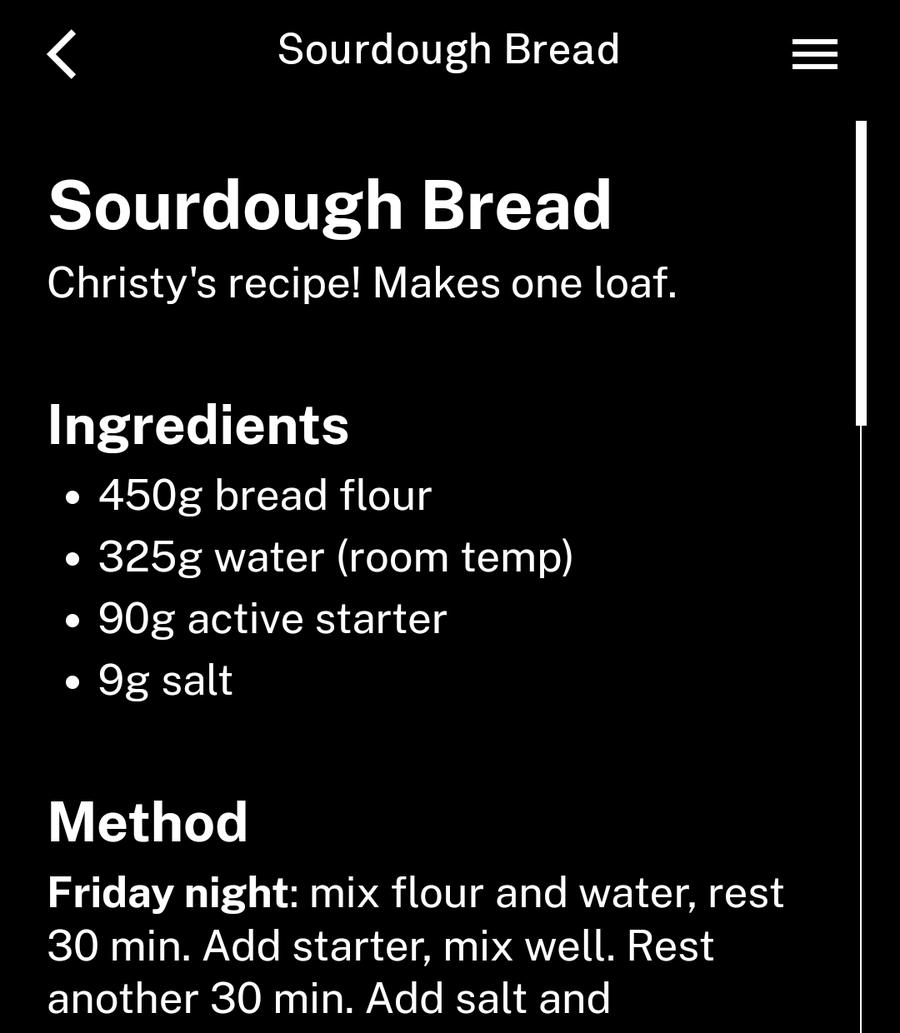 Sourdough Bread
Sourdough Bread
Christy's recipe! Makes one loaf.
Ingredients
• 450g bread flour
• 325g water (room temp)
• 90g active starter
• 9g salt
Method
Friday night: mix flour and water, rest
30 min. Add starter, mix well. Rest
another 30 min. Add salt and